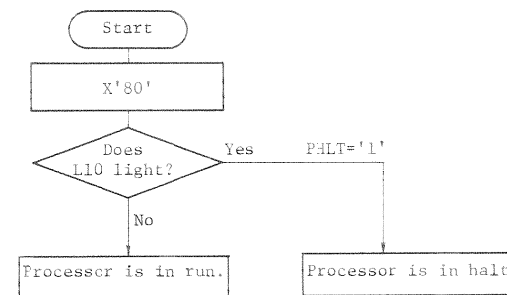 Start
X'80'
Does
L10 light?
Yes
PHLT='1'
No
Processor is in run.
Processor is in halt